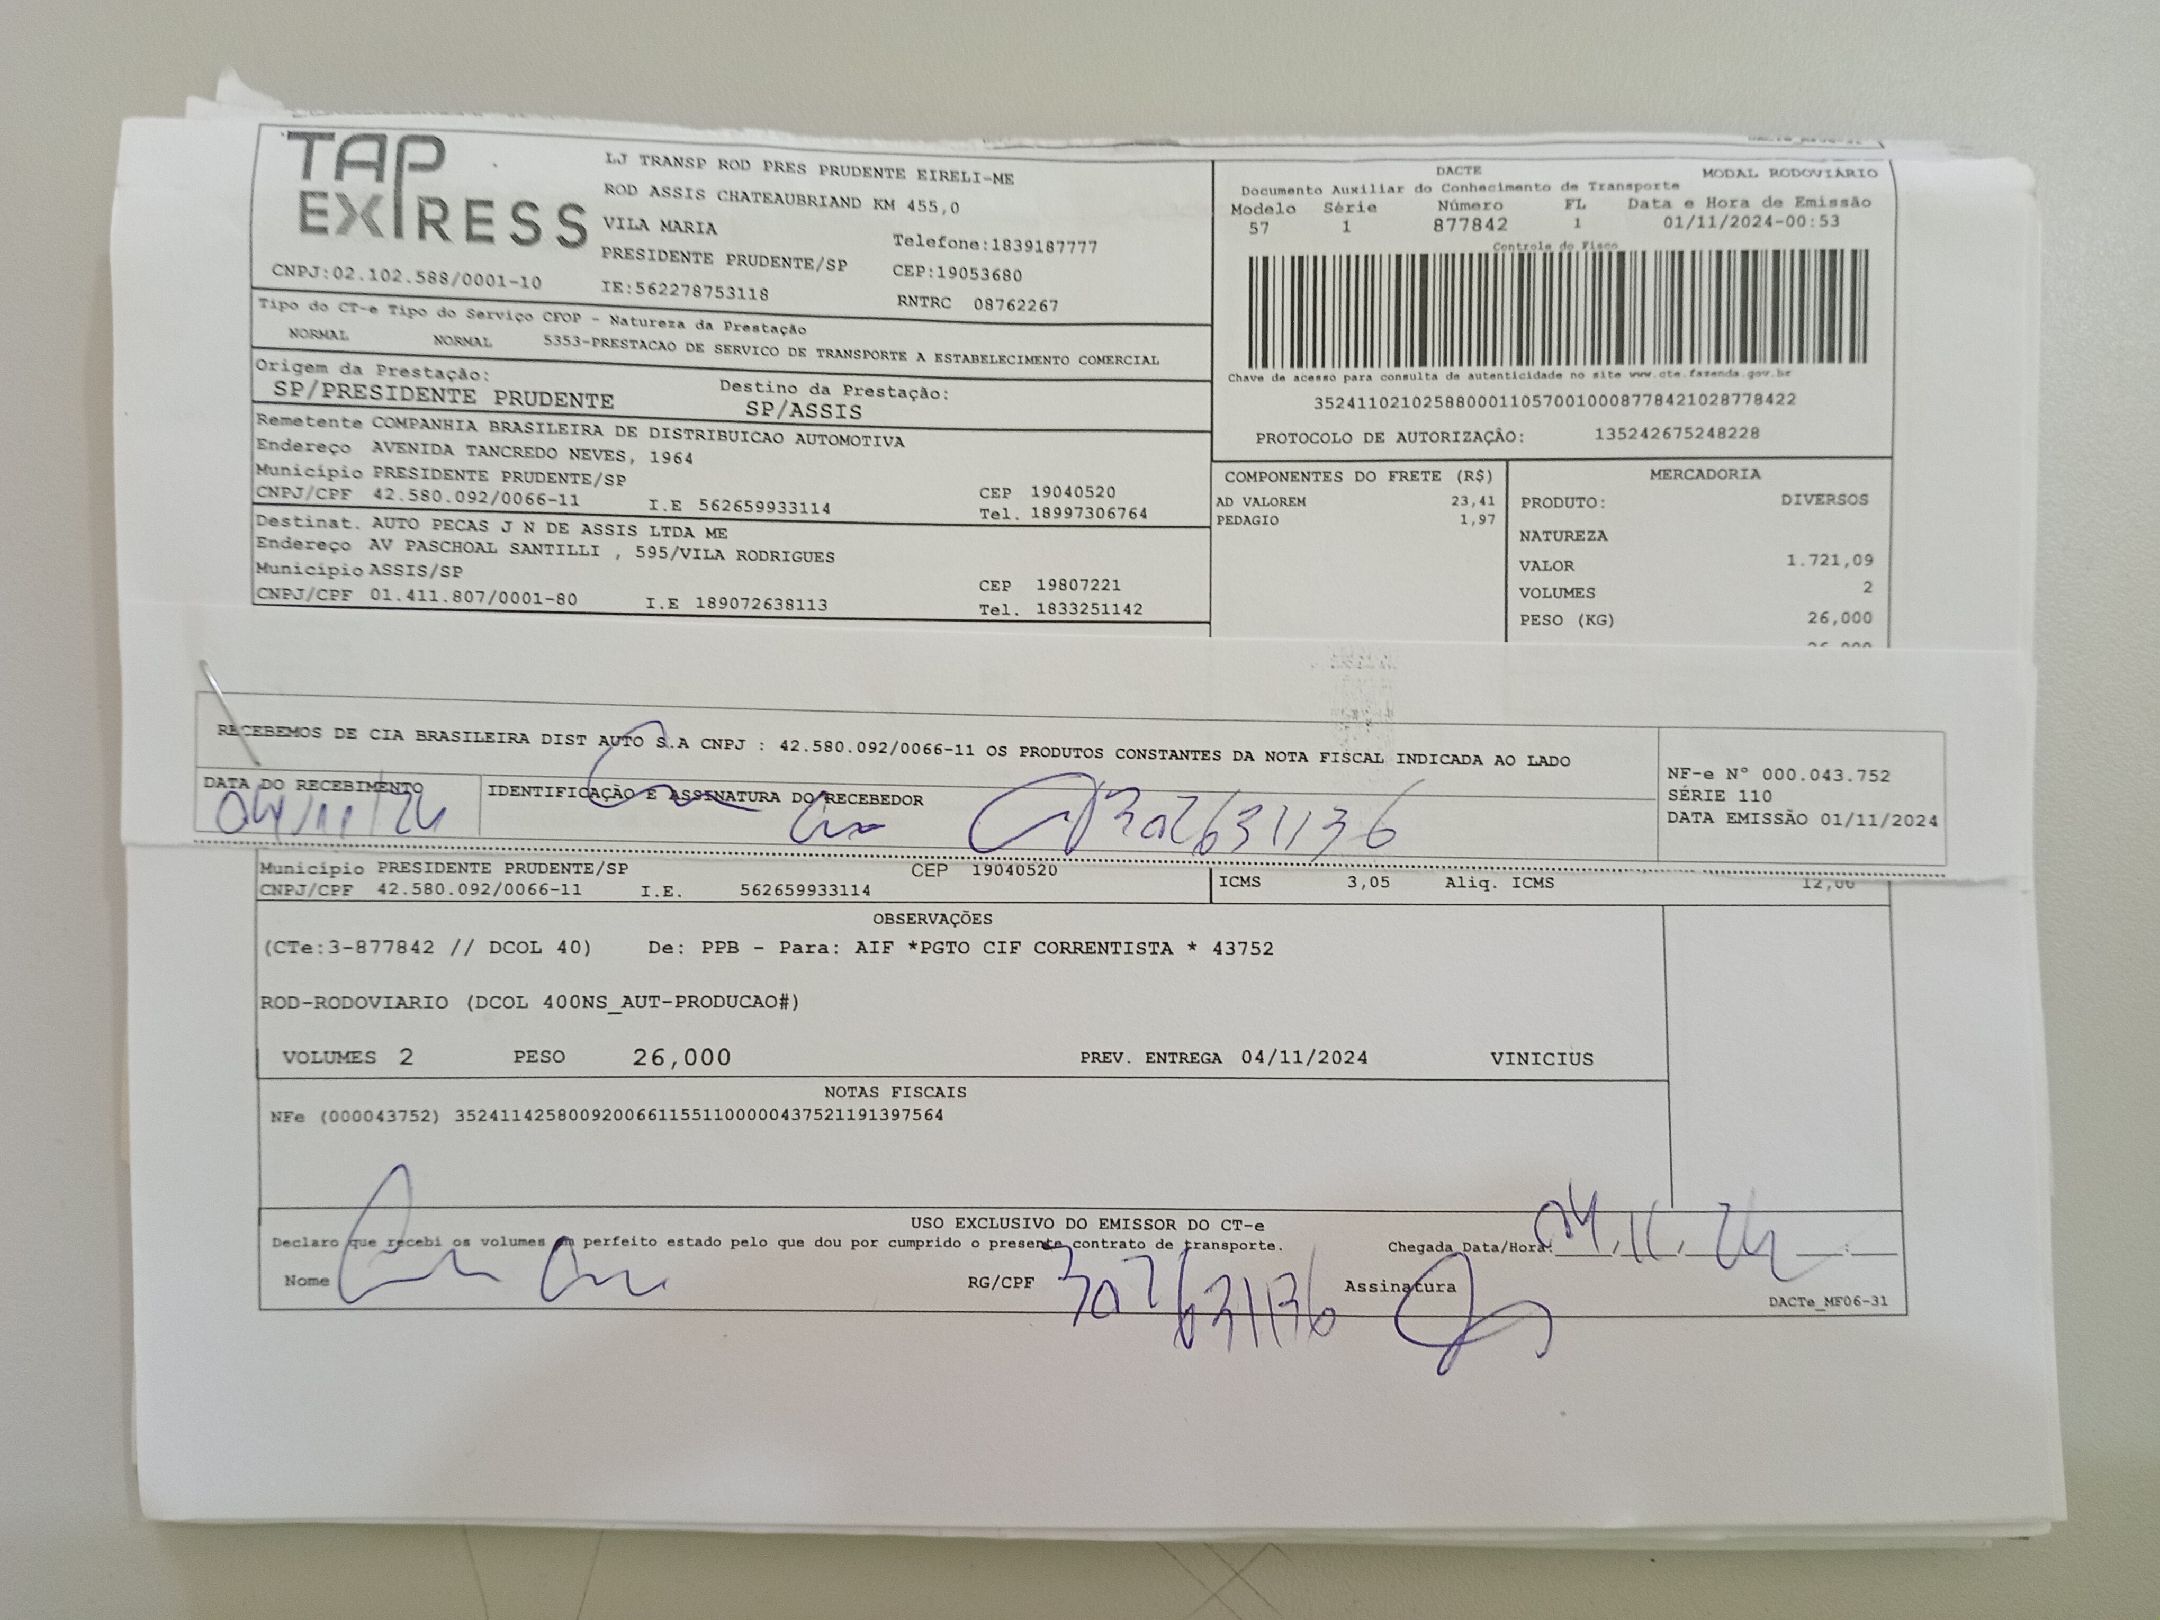 TAP
EXPRESS
LJ TRANSP ROD PRES PRUDENTE EIRELI-ME
ROD ASSIS CHATEAUBRIAND KM 455,0
VILA MARIA
Telefone:1839187777
PRESIDENTE PRUDENTE/SP
CEP:19053680
CNPJ:02.102.588/0001-10
IE:562278753118
RNTRC 08762267
DACTE
MODAL RODOVIÁRIO
Documento Auxiliar do Conhecimento de Transporte
Modelo Série Número FL Data e Hora de Emissão
57 1 877842 1 01/11/2024-00:53
Controle do Fisco
Chave de acesso para consulta de autenticidade no site www.cte.fazenda.gov.br
35241102102588000110570010008778421028778422
PROTOCOLO DE AUTORIZAÇÃO: 135242675248228
Tipo do CT-e Tipo do Serviço CFOP - Natureza da Prestação
NORMAL NORMAL 5353-PRESTACAO DE SERVICO DE TRANSPORTE A ESTABELECIMENTO COMERCIAL
Origem da Prestação: Destino da Prestação:
SP/PRESIDENTE PRUDENTE SP/ASSIS
Remetente COMPANHIA BRASILEIRA DE DISTRIBUICAO AUTOMOTIVA
Endereço AVENIDA TANCREDO NEVES, 1964
Município PRESIDENTE PRUDENTE/SP CEP 19040520
CNPJ/CPF 42.580.092/0066-11 I.E 562659933114 Tel. 18997306764
Destinat. AUTO PECAS J N DE ASSIS LTDA ME
Endereço AV PASCHOAL SANTILLI , 595/VILA RODRIGUES
Município ASSIS/SP CEP 19807221
CNPJ/CPF 01.411.807/0001-80 I.E 189072638113 Tel. 1833251142
COMPONENTES DO FRETE (R$)
AD VALOREM 23,41
PEDAGIO 1,97
MERCADORIA
PRODUTO: DIVERSOS
NATUREZA
VALOR 1.721,09
VOLUMES 2
PESO (KG) 26,000
RECEBEMOS DE CIA BRASILEIRA DIST AUTO S.A CNPJ : 42.580.092/0066-11 OS PRODUTOS CONSTANTES DA NOTA FISCAL INDICADA AO LADO
DATA DO RECEBIMENTO IDENTIFICAÇÃO E ASSINATURA DO RECEBEDOR
04/11/24 307631136
NF-e N° 000.043.752
SÉRIE 110
DATA EMISSÃO 01/11/2024
Município PRESIDENTE PRUDENTE/SP CEP 19040520
CNPJ/CPF 42.580.092/0066-11 I.E. 562659933114
ICMS 3,05 Aliq. ICMS 12,00
OBSERVAÇÕES
(CTe:3-877842 // DCOL 40) De: PPB - Para: AIF *PGTO CIF CORRENTISTA * 43752
ROD-RODOVIARIO (DCOL 400NS_AUT-PRODUCAO#)
VOLUMES 2 PESO 26,000 PREV. ENTREGA 04/11/2024 VINICIUS
NOTAS FISCAIS
NFe (000043752) 35241142580092006611551100000437521191397564
USO EXCLUSIVO DO EMISSOR DO CT-e
Declaro que recebi os volumes em perfeito estado pelo que dou por cumprido o presente contrato de transporte.
Chegada Data/Hora: 04/11/24 :
Nome RG/CPF 307631136 Assinatura
DACTe_MF06-31